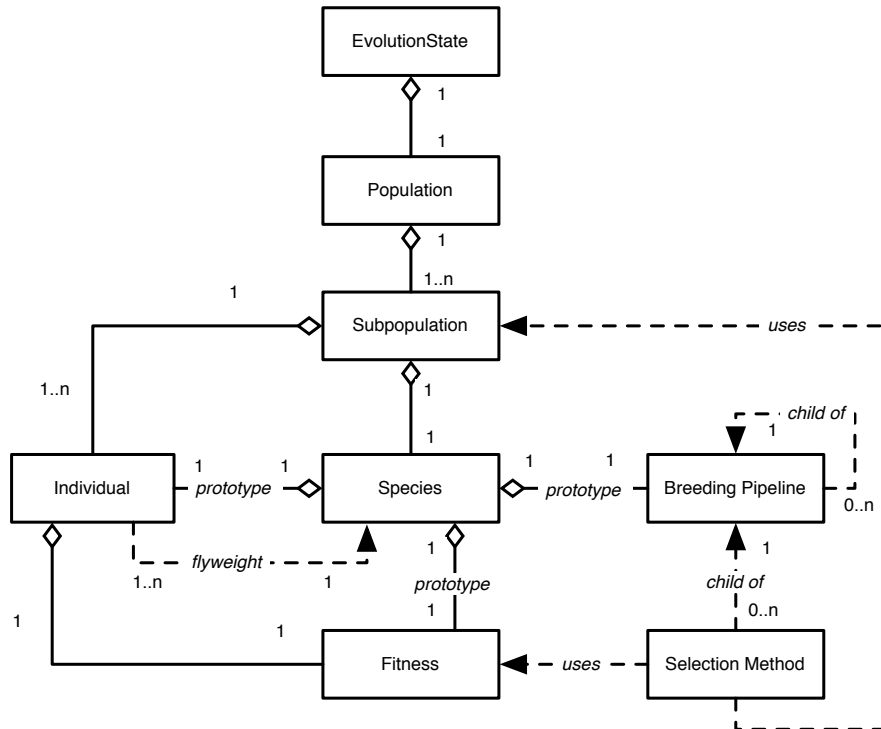 EvolutionState
1
1
Population
1
1..n
1
Subpopulation
uses
1..n
1
1
child of
1
Individual
1
prototype
1
Species
1
prototype
1
Breeding Pipeline
0..n
flyweight
1..n
1
1
prototype
1
1
child of
0..n
1
1
Fitness
uses
Selection Method